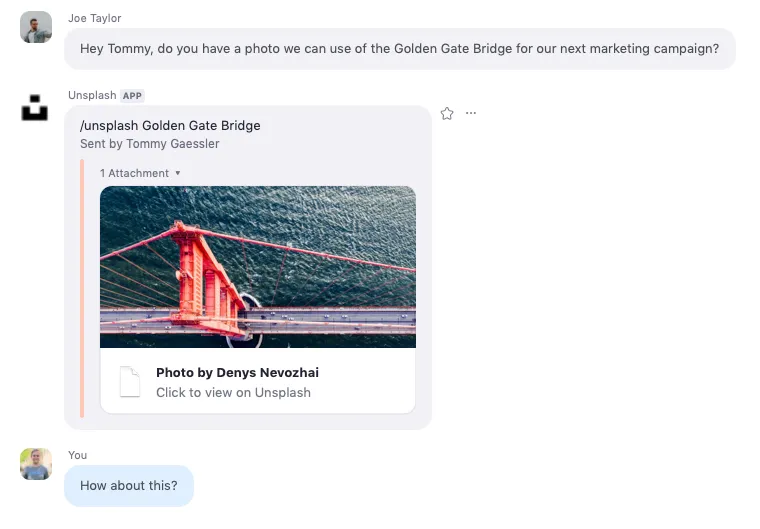 Joe Taylor
Hey Tommy, do you have a photo we can use of the Golden Gate Bridge for our next marketing campaign?
Unsplash APP
/unsplash Golden Gate Bridge
Sent by Tommy Gaessler
1 Attachment
Photo by Denys Nevozhai
Click to view on Unsplash
You
How about this?